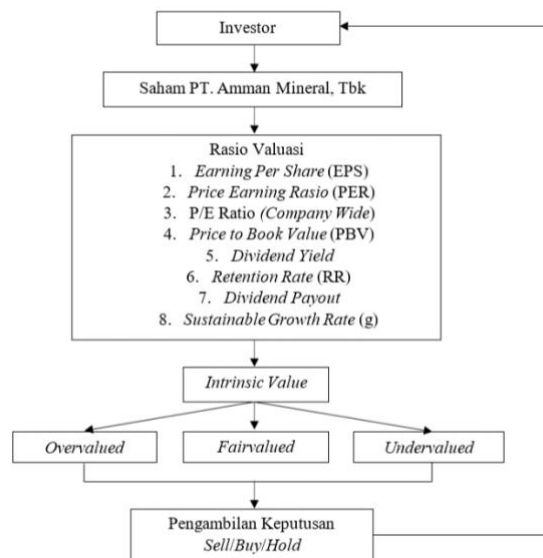 Investor
Saham PT. Amman Mineral, Tbk
Rasio Valuasi
1. Earning Per Share (EPS)
2. Price Earning Rasio (PER)
3. P/E Ratio (Company Wide)
4. Price to Book Value (PBV)
5. Dividend Yield
6. Retention Rate (RR)
7. Dividend Payout
8. Sustainable Growth Rate (g)
Intrinsic Value
Overvalued
Fairvalued
Undervalued
Pengambilan Keputusan
Sell/Buy/Hold